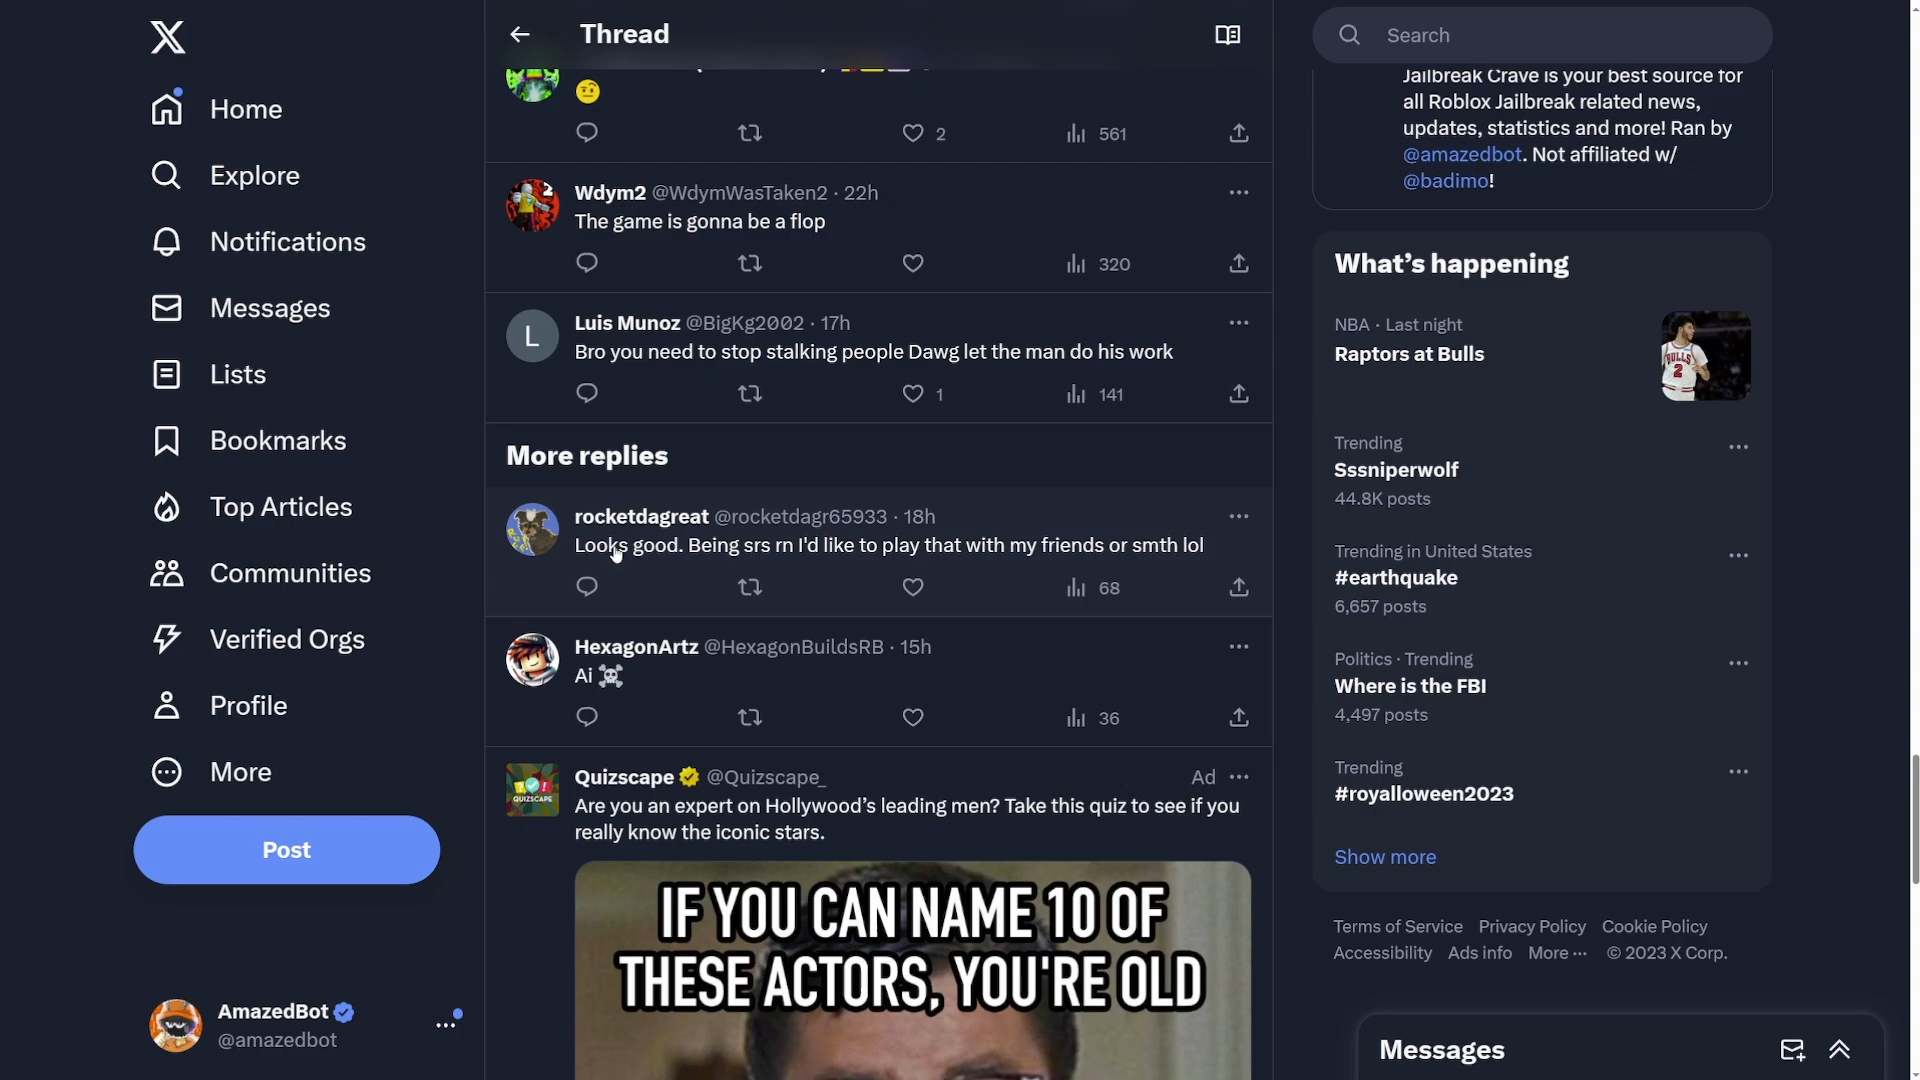 X
Home
Explore
Notifications
Messages
Lists
Bookmarks
Top Articles
Communities
Verified Orgs
Profile
More
Post
AmazedBot
@amazedbot
Thread
2
561
Wdym2 @WdymWasTaken2 · 22h
The game is gonna be a flop
320
L
Luis Munoz @BigKg2002 · 17h
Bro you need to stop stalking people Dawg let the man do his work
1
141
More replies
rocketdagreat @rocketdagr65933 · 18h
Looks good. Being srs rn I'd like to play that with my friends or smth lol
68
HexagonArtz @HexagonBuildsRB · 15h
Ai ☠️
36
QUIZSCAPE
Quizscape @Quizscape_ Ad
Are you an expert on Hollywood’s leading men? Take this quiz to see if you
really know the iconic stars.
IF YOU CAN NAME 10 OF
THESE ACTORS, YOU'RE OLD
Search
Jailbreak Crave is your best source for
all Roblox Jailbreak related news,
updates, statistics and more! Ran by
@amazedbot. Not affiliated w/
@badimo!
What’s happening
NBA · Last night
Raptors at Bulls
BULLS
2
Trending
Sssniperwolf
44.8K posts
Trending in United States
#earthquake
6,657 posts
Politics · Trending
Where is the FBI
4,497 posts
Trending
#royalloween2023
Show more
Terms of Service Privacy Policy Cookie Policy
Accessibility Ads info More ··· © 2023 X Corp.
Messages